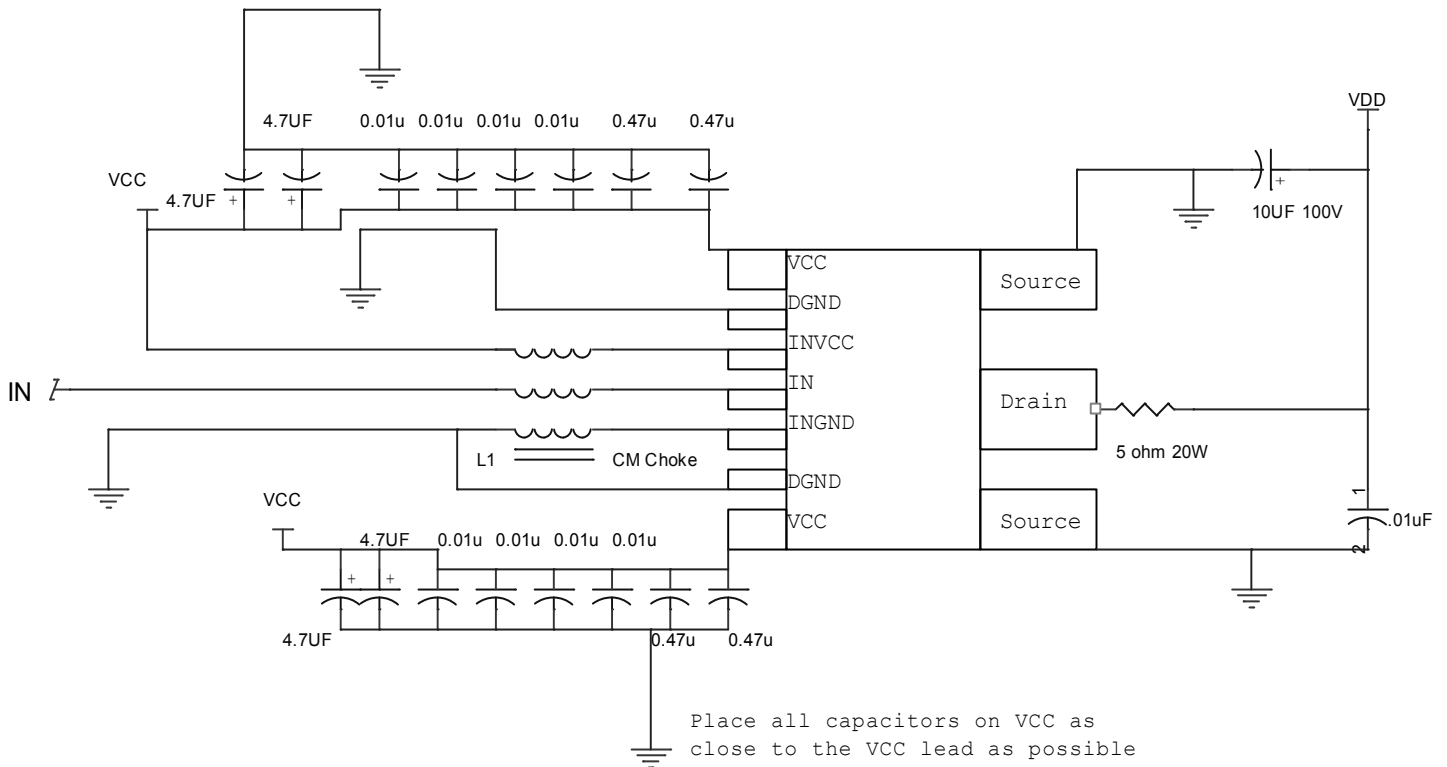 VDD
4.7UF 0.01u 0.01u 0.01u 0.01u 0.47u 0.47u
VCC
4.7UF
+ +
+
10UF 100V
VCC
Source
DGND
INVCC
IN
IN
Drain
INGND
L1 CM Choke
5 ohm 20W
DGND
VCC
VCC
Source
1
.01uF
2
4.7UF 0.01u 0.01u 0.01u 0.01u
+ +
4.7UF
0.47u 0.47u
Place all capacitors on VCC as
close to the VCC lead as possible